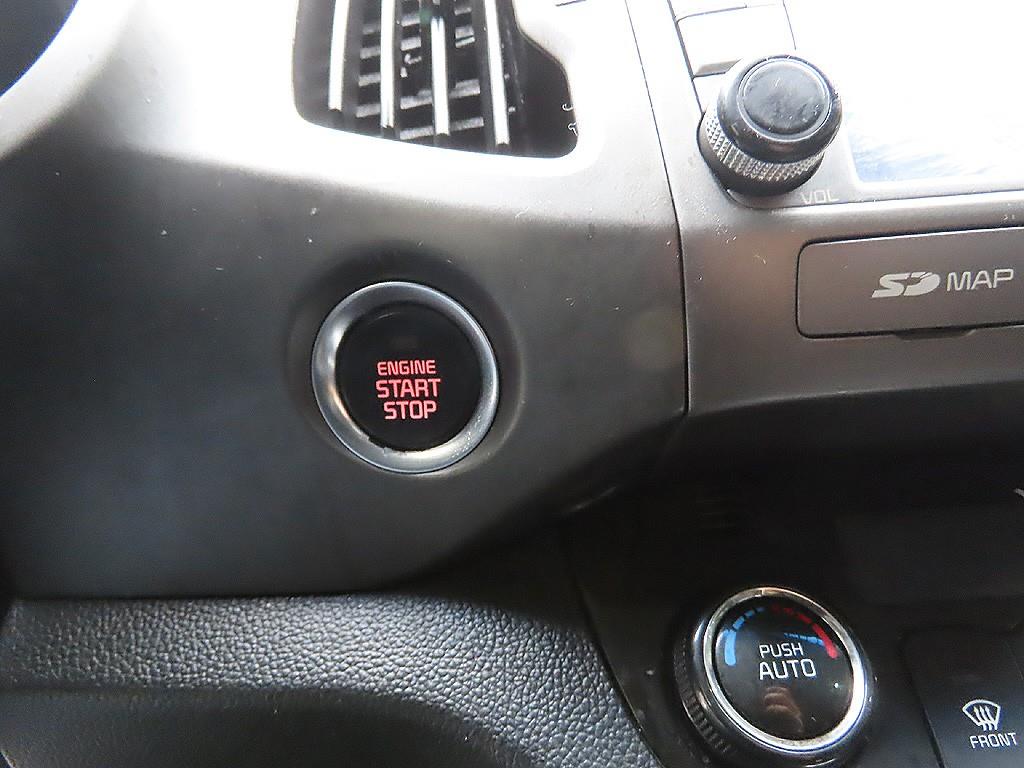 VOL
SD MAP
ENGINE
START
STOP
PUSH
AUTO
FRONT